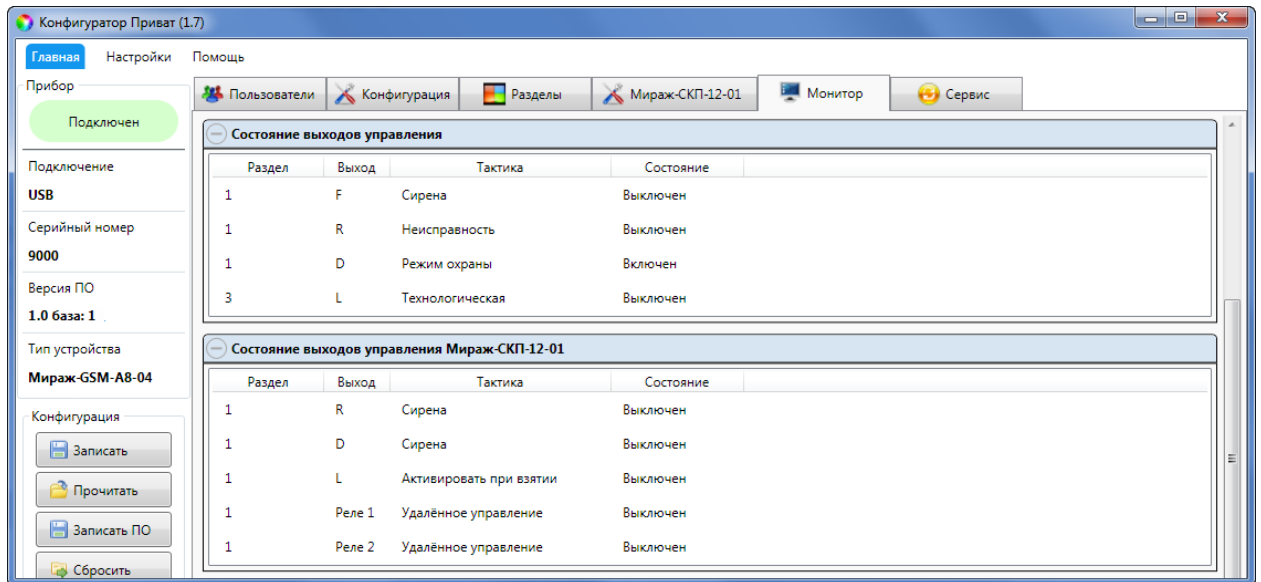 Конфигуратор Приват (1.7)
Главная Настройки Помощь
Прибор
Подключен
Подключение
USB
Серийный номер
9000
Версия ПО
1.0 база: 1
Тип устройства
Мираж-GSM-A8-04
Конфигурация
Записать
Прочитать
Записать ПО
Сбросить
Пользователи Конфигурация Разделы Мираж-СКП-12-01 Монитор Сервис
Состояние выходов управления
Раздел Выход Тактика Состояние
1 F Сирена Выключен
1 R Неисправность Выключен
1 D Режим охраны Включен
3 L Технологическая Выключен
Состояние выходов управления Мираж-СКП-12-01
Раздел Выход Тактика Состояние
1 R Сирена Выключен
1 D Сирена Выключен
1 L Активировать при взятии Выключен
1 Реле 1 Удалённое управление Выключен
1 Реле 2 Удалённое управление Выключен